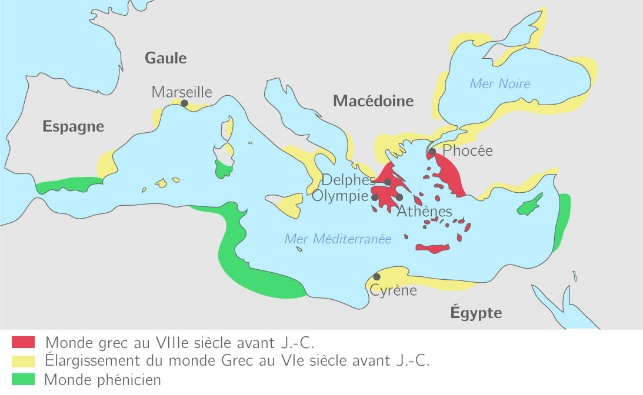 Gaule
Mer Noire
Marseille
Macédoine
Espagne
Phocée
Delphes
Olympie
Athènes
Mer Méditerranée
Cyrène
Égypte
Monde grec au VIIIe siècle avant J.-C.
Élargissement du monde Grec au VIe siècle avant J.-C.
Monde phénicien